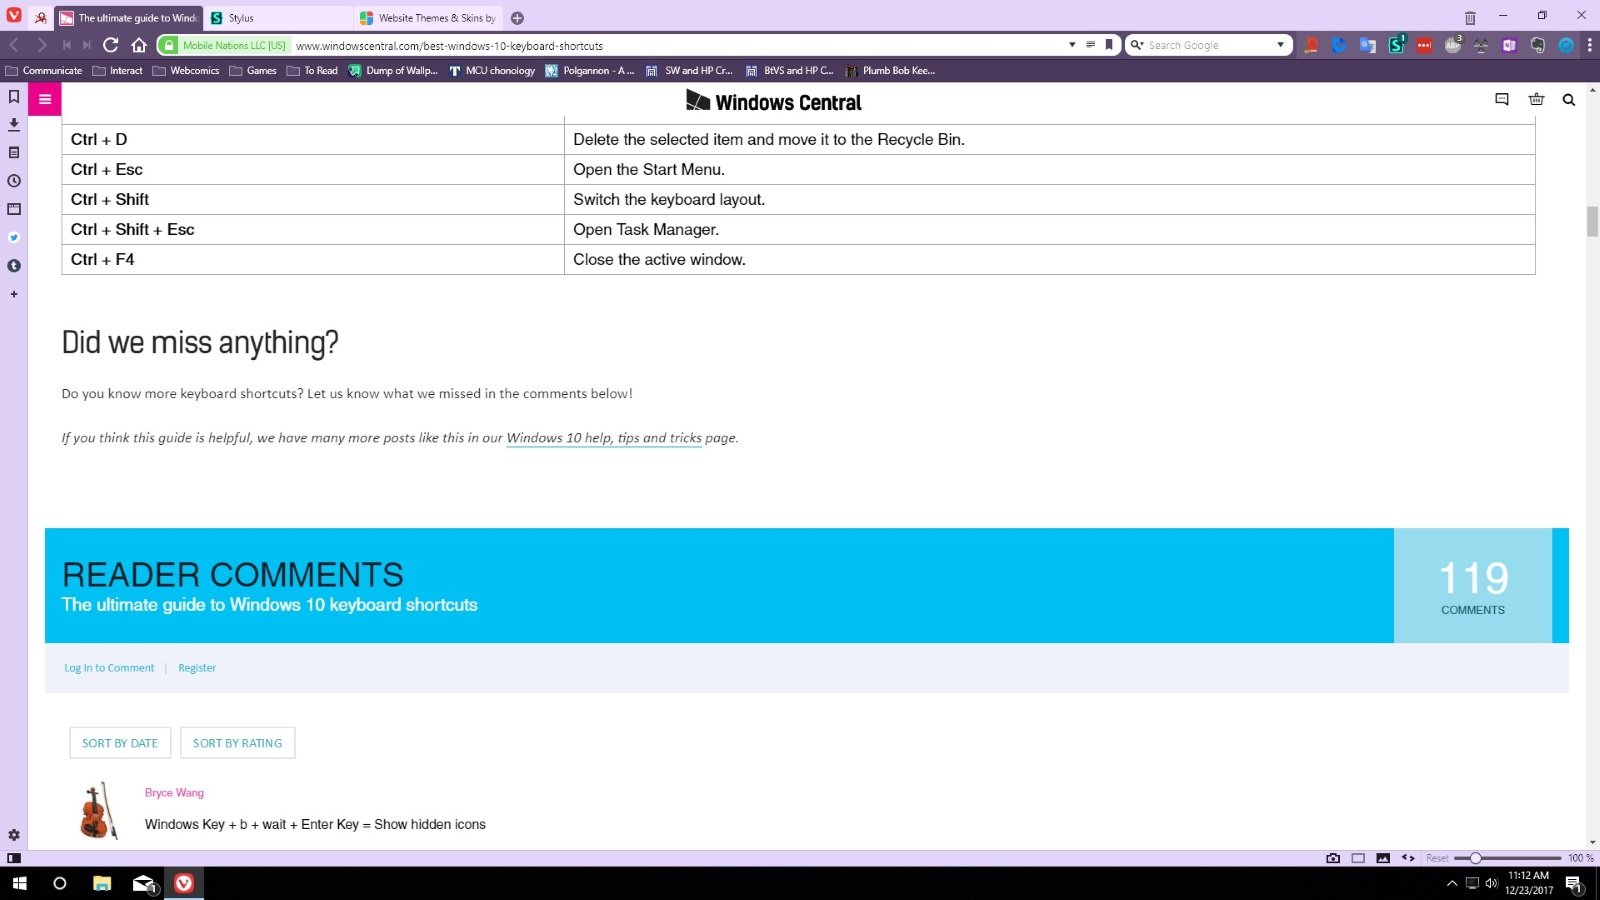 The ultimate guide to Windo
Stylus
Website Themes & Skins by
Mobile Nations LLC [US]
www.windowscentral.com/best-windows-10-keyboard-shortcuts
Search Google
1
3
Communicate
Interact
Webcomics
Games
To Read
Dump of Wallp...
MCU chonology
Polgannon - A ...
SW and HP Cr...
BtVS and HP C...
Plumb Bob Kee...
Windows Central
Ctrl + D Delete the selected item and move it to the Recycle Bin.
Ctrl + Esc Open the Start Menu.
Ctrl + Shift Switch the keyboard layout.
Ctrl + Shift + Esc Open Task Manager.
Ctrl + F4 Close the active window.
Did we miss anything?
Do you know more keyboard shortcuts? Let us know what we missed in the comments below!
If you think this guide is helpful, we have many more posts like this in our Windows 10 help, tips and tricks page.
READER COMMENTS
The ultimate guide to Windows 10 keyboard shortcuts
119
COMMENTS
Log In to Comment | Register
SORT BY DATE SORT BY RATING
Bryce Wang
Windows Key + b + wait + Enter Key = Show hidden icons
Reset 100 %
1
11:12 AM
12/23/2017
1